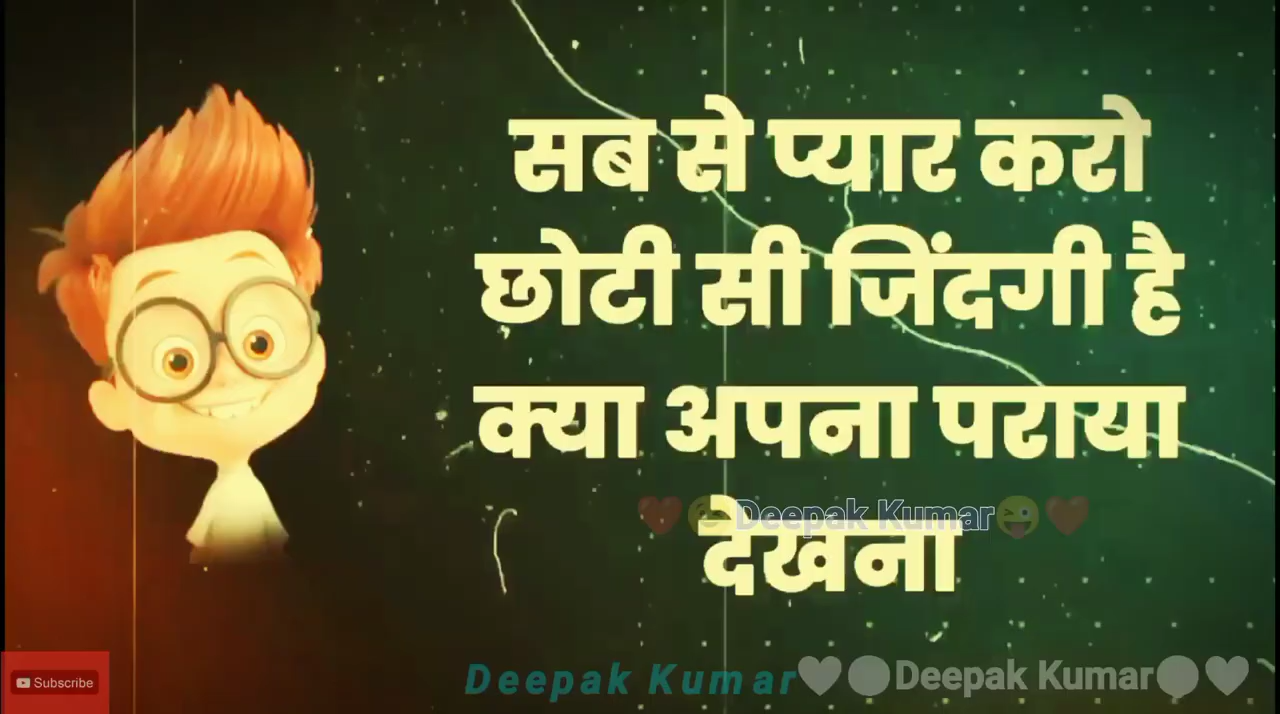 सब से प्यार करो
छोटी सी जिंदगी है
क्या अपना पराया
देखना
❤️😜Deepak Kumar😜❤️
Subscribe
Deepak Kumar
Deepak Kumar